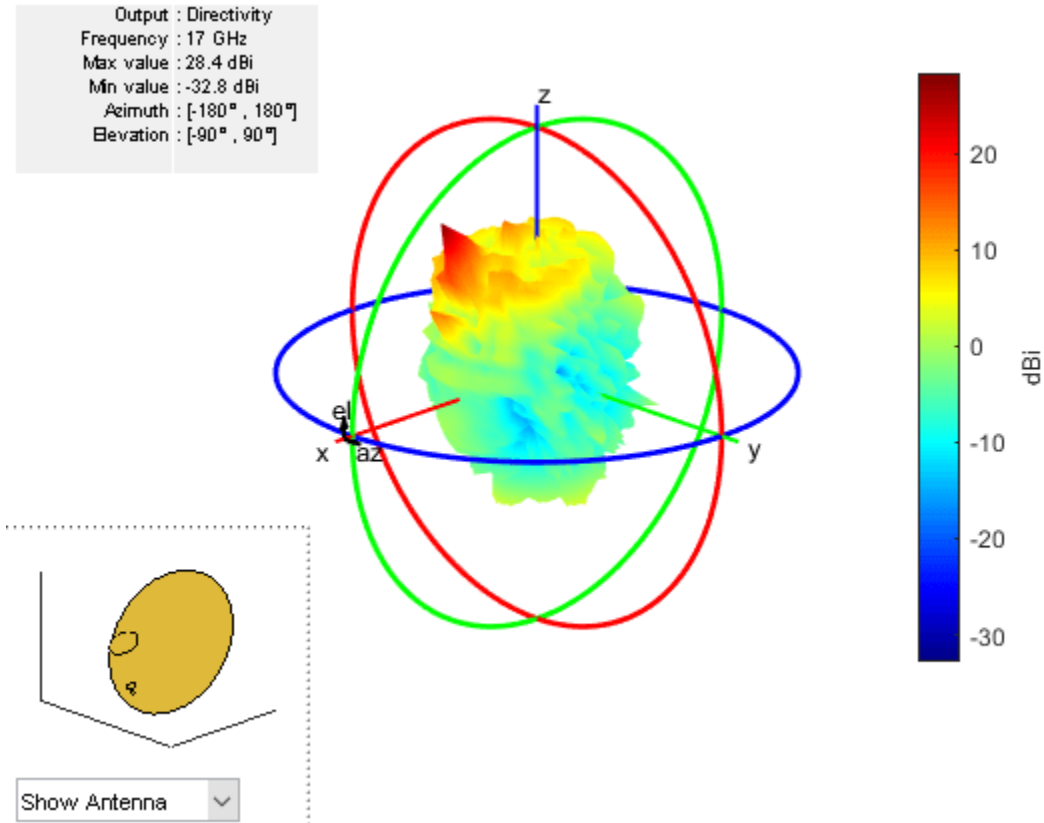 Output : Directivity
Frequency : 17 GHz
Max value : 28.4 dBi
Min value : -32.8 dBi
Azimuth : [-180° , 180°]
Elevation : [-90° , 90°]
z
20
10
0
-10
-20
-30
dBi
el
x
az
y
Show Antenna